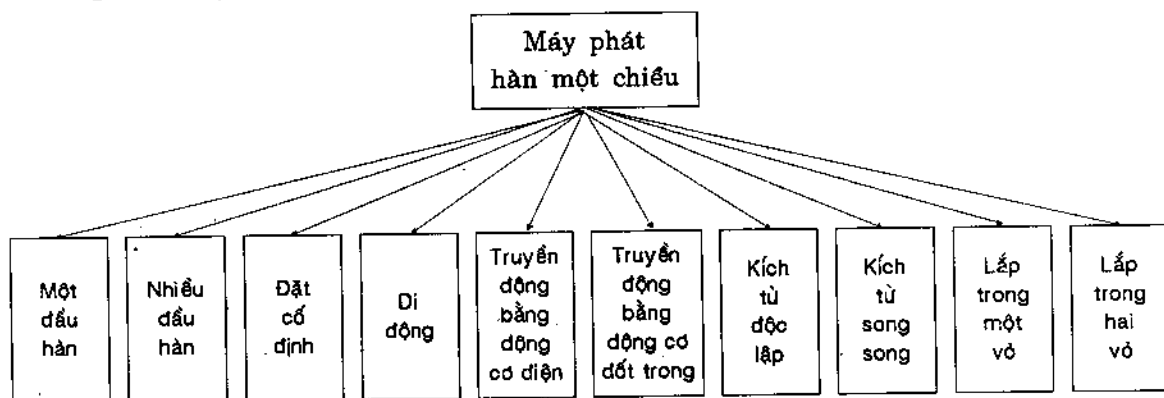 Máy phát
hàn một chiều
Một
đầu
hàn
Nhiều
đầu
hàn
Đặt
cố
định
Di
động
Truyền
động
bằng
động
cơ điện
Truyền
động
bằng
động cơ
đốt trong
Kích
từ
độc
lập
Kích
từ
song
song
Lắp
trong
một
vỏ
Lắp
trong
hai
vỏ